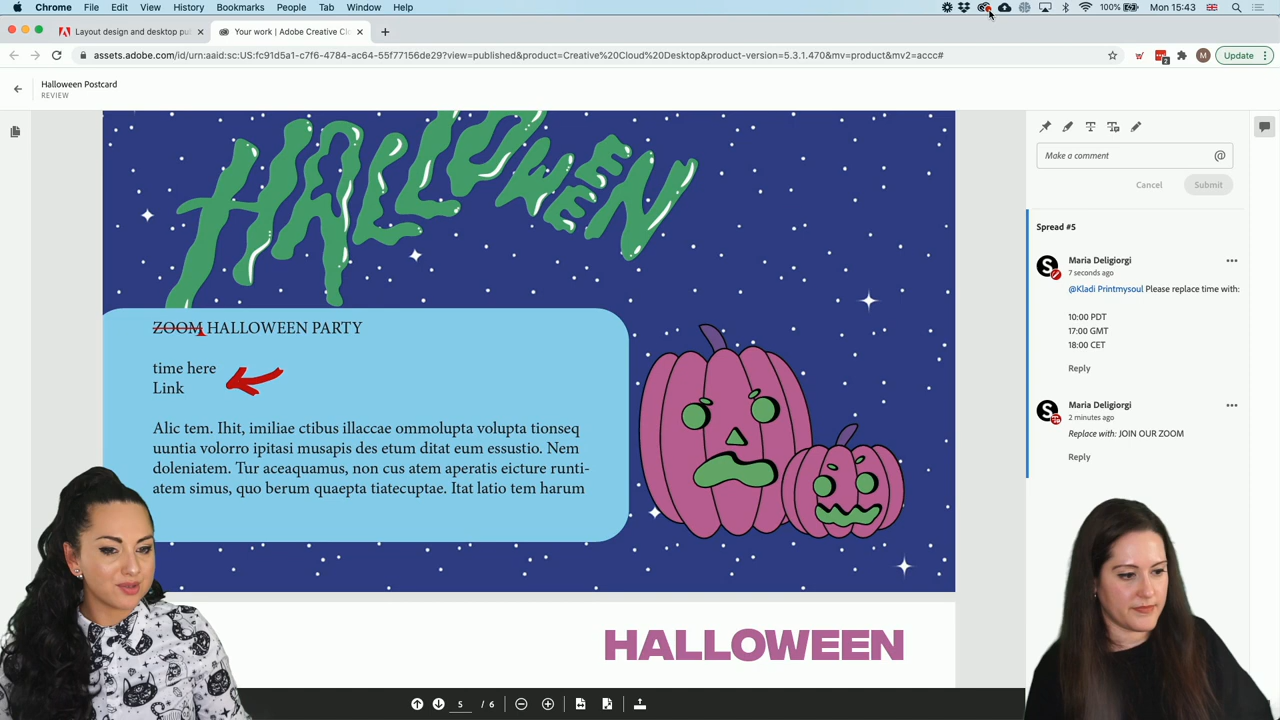 Chrome File Edit View History Bookmarks People Tab Window Help 100% Mon 15:43
Layout design and desktop pu
Your work | Adobe Creative Cl
assets.adobe.com/id/urn:aaid:sc:US:fc91d5a1-c7f6-4784-ac64-55f77156de29?view=published&product=Creative%20Cloud%20Desktop&product-version=5.3.1.470&mv=product&mv2=accc#
2
M
Update
Halloween Postcard
REVIEW
HALLOWEEN
ZOOM HALLOWEEN PARTY
time here
Link
Alic tem. Ihit, imiliae ctibus illaccae ommolupta volupta tionseq
uuntia volorro ipitasi musapis des etum ditat eum essustio. Nem
doleniatem. Tur aceaquamus, non cus atem aperatis eicture runti-
atem simus, quo berum quaepta tiatecuptae. Itat latio tem harum
HALLOWEEN
5 / 6
Make a comment @
Cancel Submit
Spread #5
S
Maria Deligiorgi
7 seconds ago
@Kladi Printmysoul Please replace time with:
10:00 PDT
17:00 GMT
18:00 CET
Reply
S
Maria Deligiorgi
2 minutes ago
Replace with: JOIN OUR ZOOM
Reply